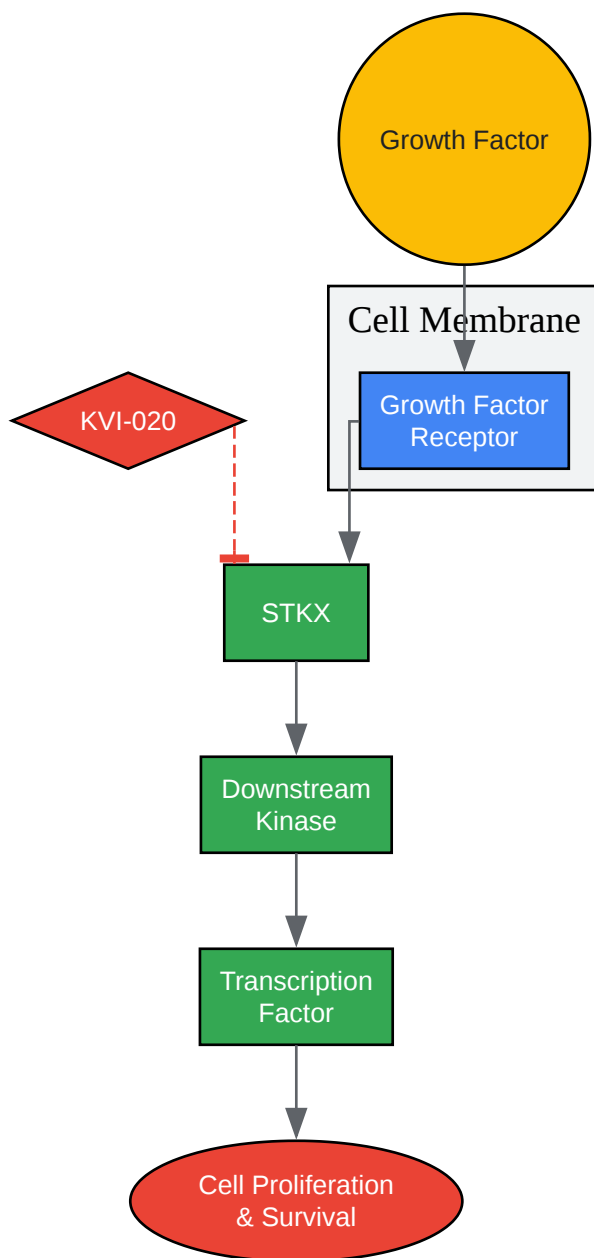 Growth Factor
Cell Membrane
Growth Factor
Receptor
KVI-020
STKX
Downstream
Kinase
Transcription
Factor
Cell Proliferation
& Survival